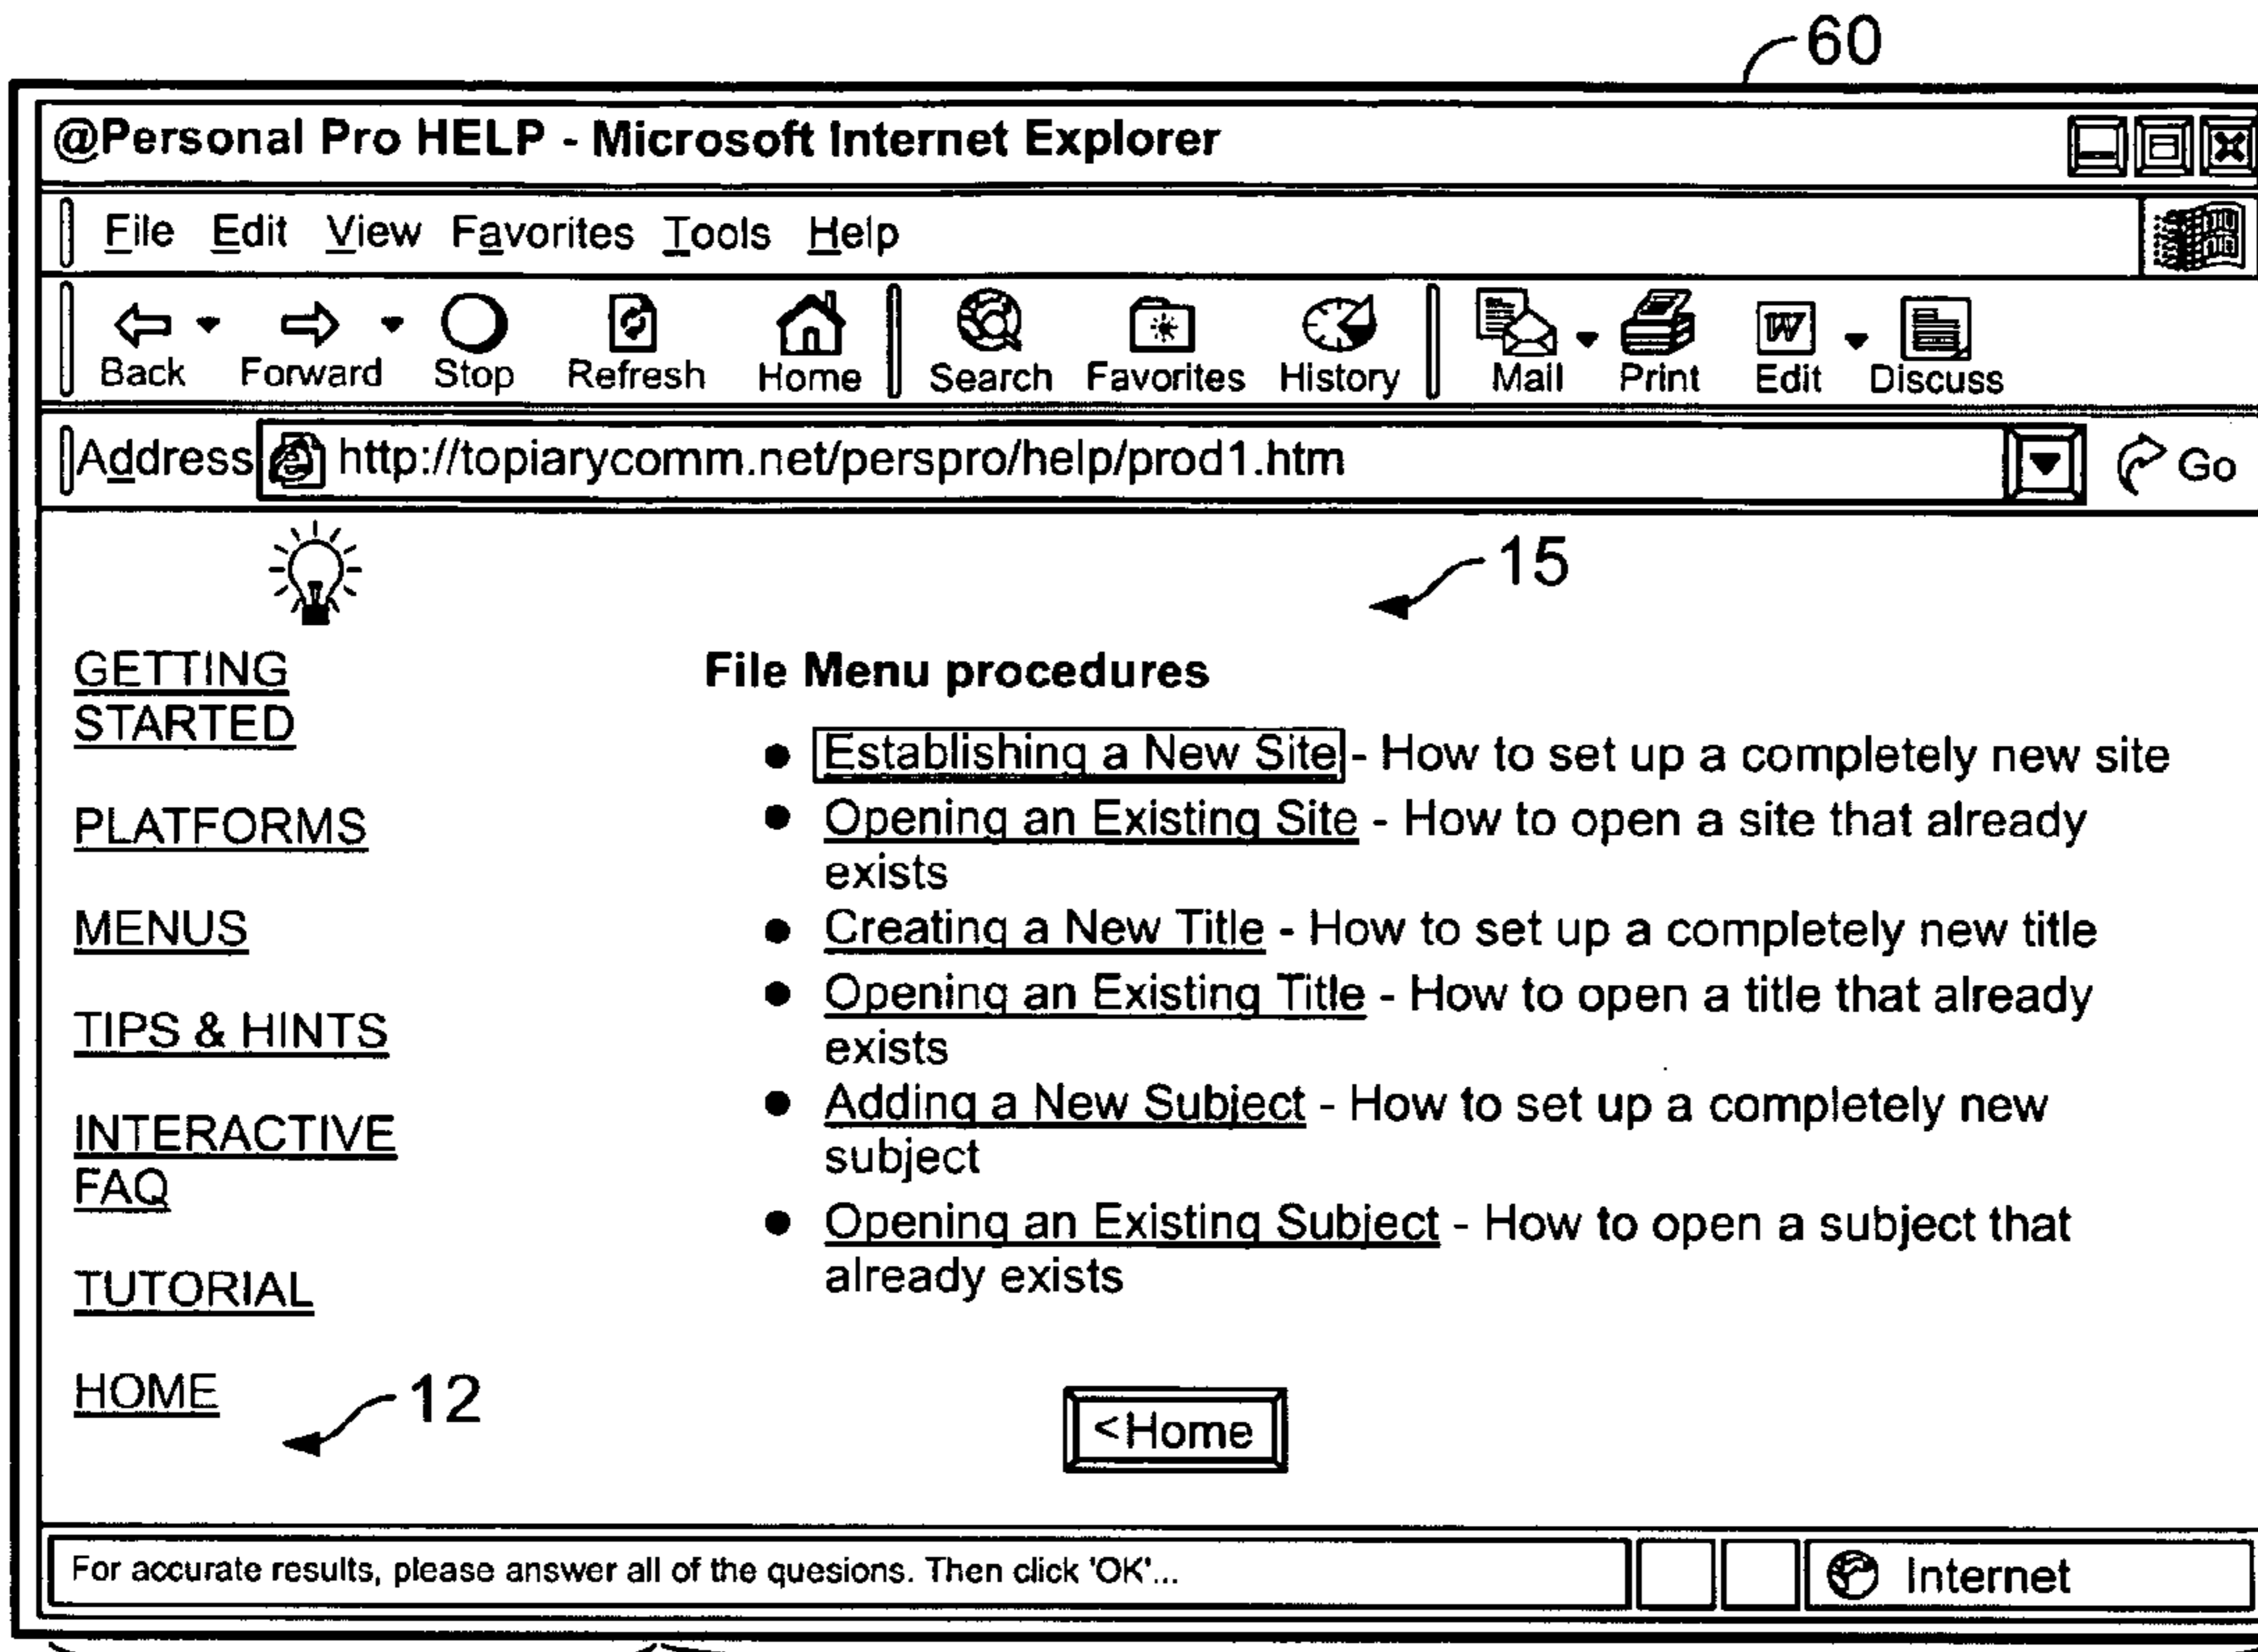 60
@Personal Pro HELP - Microsoft Internet Explorer
File Edit View Favorites Tools Help
Back Forward Stop Refresh Home Search Favorites History Mail Print Edit Discuss
W
Address http://topiarycomm.net/perspro/help/prod1.htm Go
15
GETTING
STARTED
PLATFORMS
MENUS
TIPS & HINTS
INTERACTIVE
FAQ
TUTORIAL
HOME
12
File Menu procedures
• Establishing a New Site - How to set up a completely new site
• Opening an Existing Site - How to open a site that already
exists
• Creating a New Title - How to set up a completely new title
• Opening an Existing Title - How to open a title that already
exists
• Adding a New Subject - How to set up a completely new
subject
• Opening an Existing Subject - How to open a subject that
already exists
<Home
For accurate results, please answer all of the quesions. Then click 'OK'...
Internet